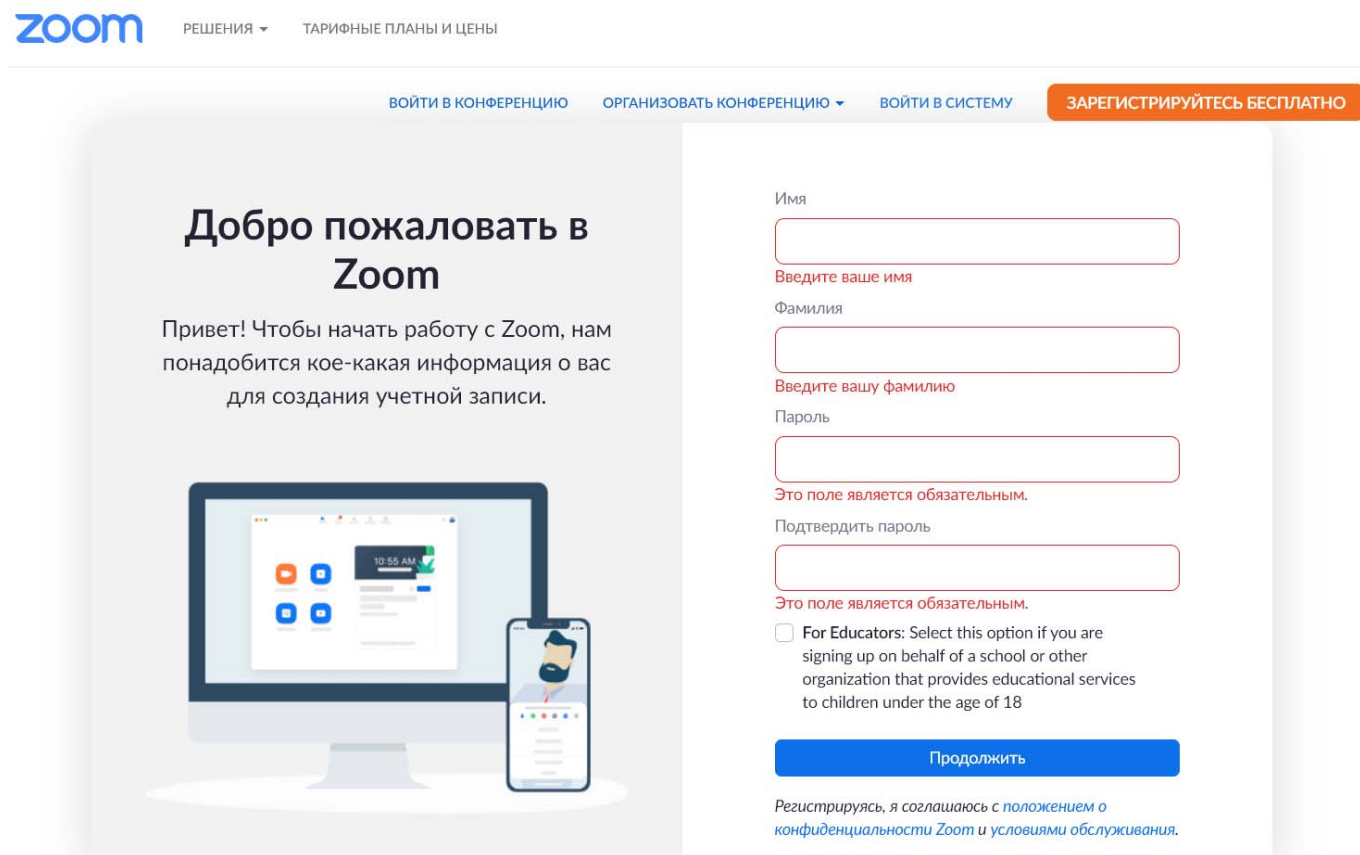 zoom
РЕШЕНИЯ
ТАРИФНЫЕ ПЛАНЫ И ЦЕНЫ
ВОЙТИ В КОНФЕРЕНЦИЮ
ОРГАНИЗОВАТЬ КОНФЕРЕНЦИЮ
ВОЙТИ В СИСТЕМУ
ЗАРЕГИСТРИРУЙТЕСЬ БЕСПЛАТНО
Добро пожаловать в
Zoom
Привет! Чтобы начать работу с Zoom, нам
понадобится кое-какая информация о вас
для создания учетной записи.
10:55 AM
Имя
Введите ваше имя
Фамилия
Введите вашу фамилию
Пароль
Это поле является обязательным.
Подтвердить пароль
Это поле является обязательным.
For Educators: Select this option if you are
signing up on behalf of a school or other
organization that provides educational services
to children under the age of 18
Продолжить
Регистрируясь, я соглашаюсь с положением о
конфиденциальности Zoom и условиями обслуживания.